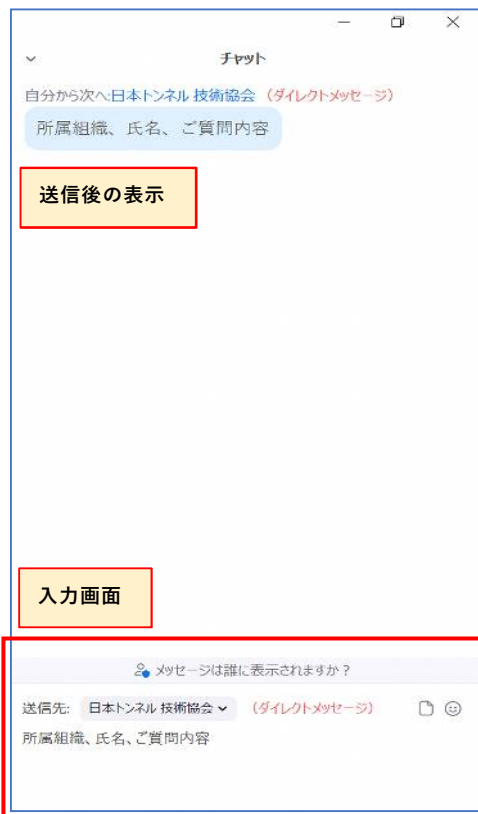 チャット
自分から次へ:日本トンネル 技術協会 （ダイレクトメッセージ）
所属組織、氏名、ご質問内容
送信後の表示
入力画面
メッセージは誰に表示されますか？
送信先: 日本トンネル 技術協会 （ダイレクトメッセージ）
所属組織、氏名、ご質問内容